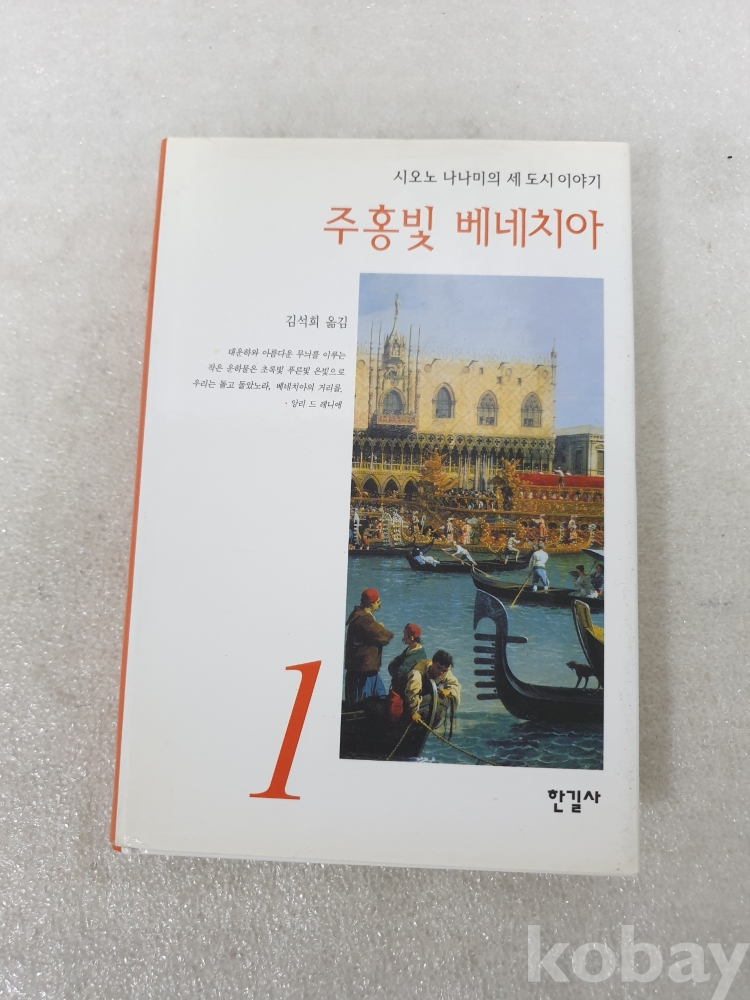 시오노 나나미의 세 도시 이야기
주홍빛 베네치아
김석희 옮김
대운하와 아름다운 무늬를 이루는
작은 운하물은 초록빛 푸른빛 은빛으로
우리는 돌고 돌았노라, 베네치아의 거리를.
- 앙리 드 레니에
1
한길사
kobay